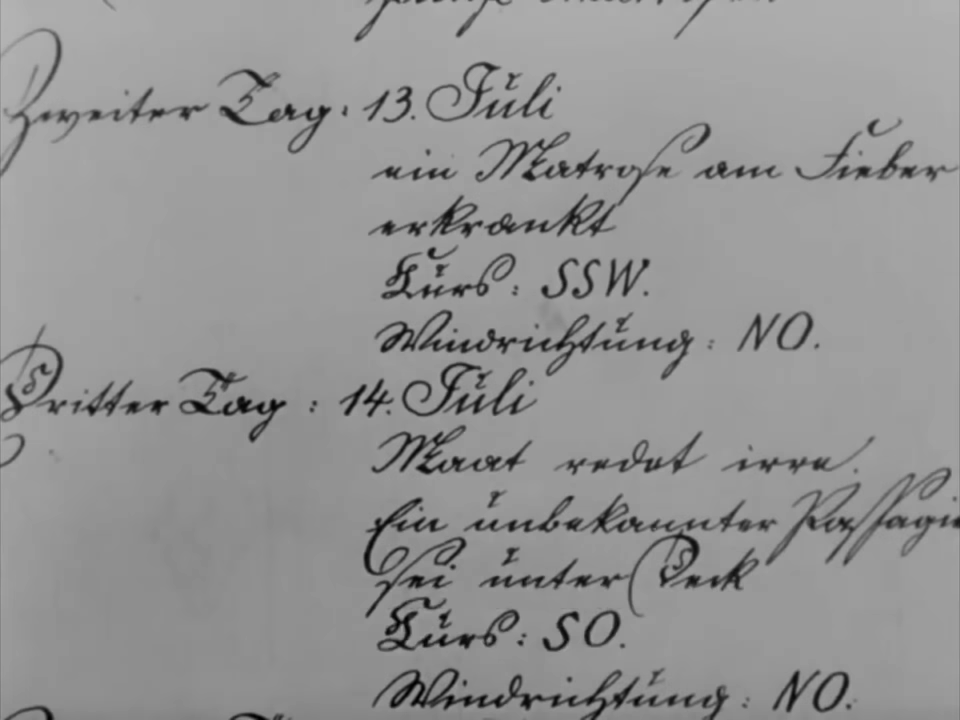 Zweiter Tag: 13. Juli
ein Matrose am Fieber
erkrankt
Kurs: SSW.
Windrichtung: NO.
Dritter Tag: 14. Juli
Maat redet irre.
Ein unbekannter Passagie
sei unter Deck
Kurs: SO.
Windrichtung: NO.